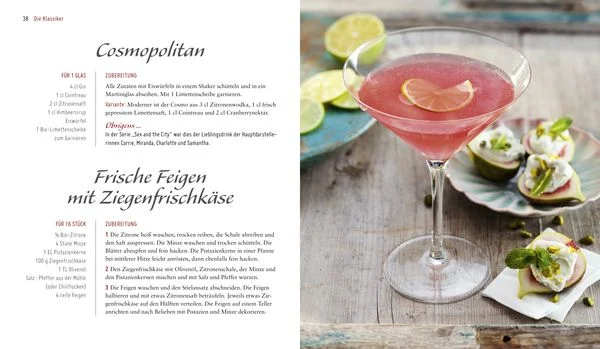 38 Die Klassiker
Cosmopolitan
FÜR 1 GLAS
4 cl Gin
1 cl Cointreau
2 cl Zitronensaft
1 cl Himbeersirup
Eiswürfel
1 Bio-Limettenscheibe
zum Garnieren
ZUBEREITUNG
Alle Zutaten mit Eiswürfeln in einem Shaker schütteln und in ein
Martiniglas abseihen. Mit 1 Limettenscheibe garnieren.
Variante: Moderner ist der Cosmo aus 3 cl Zitronenwodka, 1 cl frisch
gepresstem Limettensaft, 1 cl Cointreau und 2 cl Cranberrynektar.
Übrigens ...
In der Serie „Sex and the City“ war dies der Lieblingsdrink der Hauptdarstelle-
rinnen Carrie, Miranda, Charlotte und Samantha.
Frische Feigen
mit Ziegenfrischkäse
FÜR 16 STÜCK
½ Bio-Zitrone
4 Stiele Minze
1 EL Pistazienkerne
100 g Ziegenfrischkäse
1 TL Olivenöl
Salz · Pfeffer aus der Mühle
(oder Chiliflocken)
4 reife Feigen
ZUBEREITUNG
1 Die Zitrone heiß waschen, trocken reiben, die Schale abreiben und
den Saft auspressen. Die Minze waschen und trocken schütteln. Die
Blätter abzupfen und fein hacken. Die Pistazienkerne in einer Pfanne
bei mittlerer Hitze leicht anrösten, dann ebenfalls fein hacken.
2 Den Ziegenfrischkäse mit Olivenöl, Zitronenschale, der Minze und
den Pistazienkernen mischen und mit Salz und Pfeffer würzen.
3 Die Feigen waschen und den Stielansatz abschneiden. Die Feigen
halbieren und mit etwas Zitronensaft beträufeln. Jeweils etwas Zie-
genfrischkäse auf den Hälften verteilen. Die Feigen auf einem Teller
anrichten und nach Belieben mit Pistazien und Minze dekorieren.